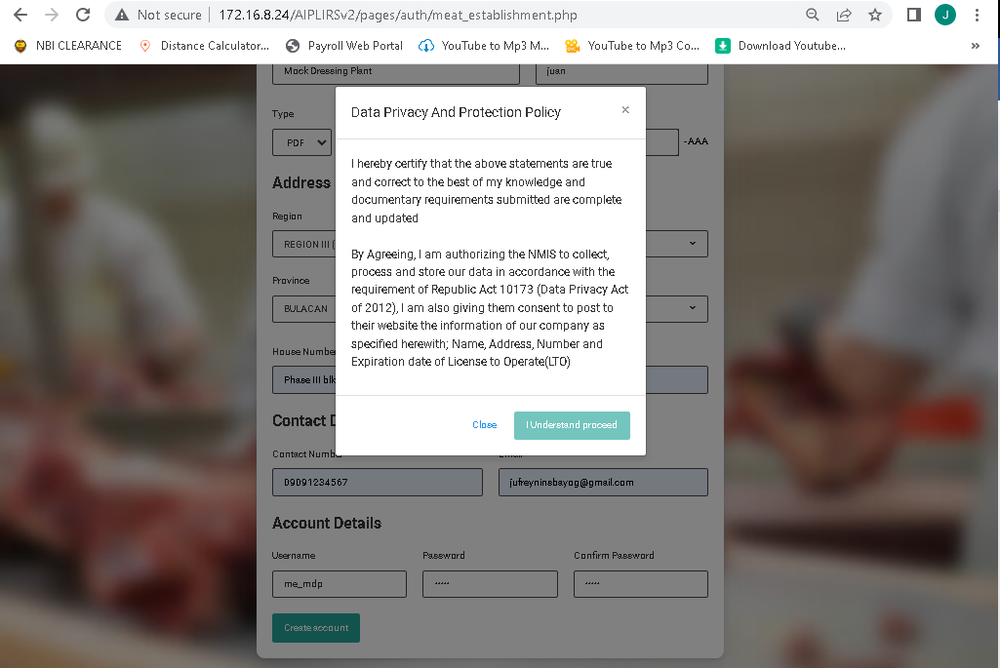 Not secure | 172.16.8.24/AIPLIRSv2/pages/auth/meat_establishment.php
J
NBI CLEARANCE Distance Calculator... Payroll Web Portal YouTube to Mp3 M... YouTube to Mp3 Co... Download Youtube... »
Mock Dressing Plant juan
Type
PDF -AAA
Data Privacy And Protection Policy ×
I hereby certify that the above statements are true
and correct to the best of my knowledge and
documentary requirements submitted are complete
and updated
By Agreeing, I am authorizing the NMIS to collect,
process and store our data in accordance with the
requirement of Republic Act 10173 (Data Privacy Act
of 2012), I am also giving them consent to post to
their website the information of our company as
specified herewith; Name, Address, Number and
Expiration date of License to Operate(LTO)
Close I Understand proceed
Address
Region
REGION III (
Province
BULACAN
House Number
Phase III blk
Contact D
Contact Numbe Email
09091234567 jufreyninsbayog@gmail.com
Account Details
Username Password Confirm Password
me_mdp ····· ·····
Create account